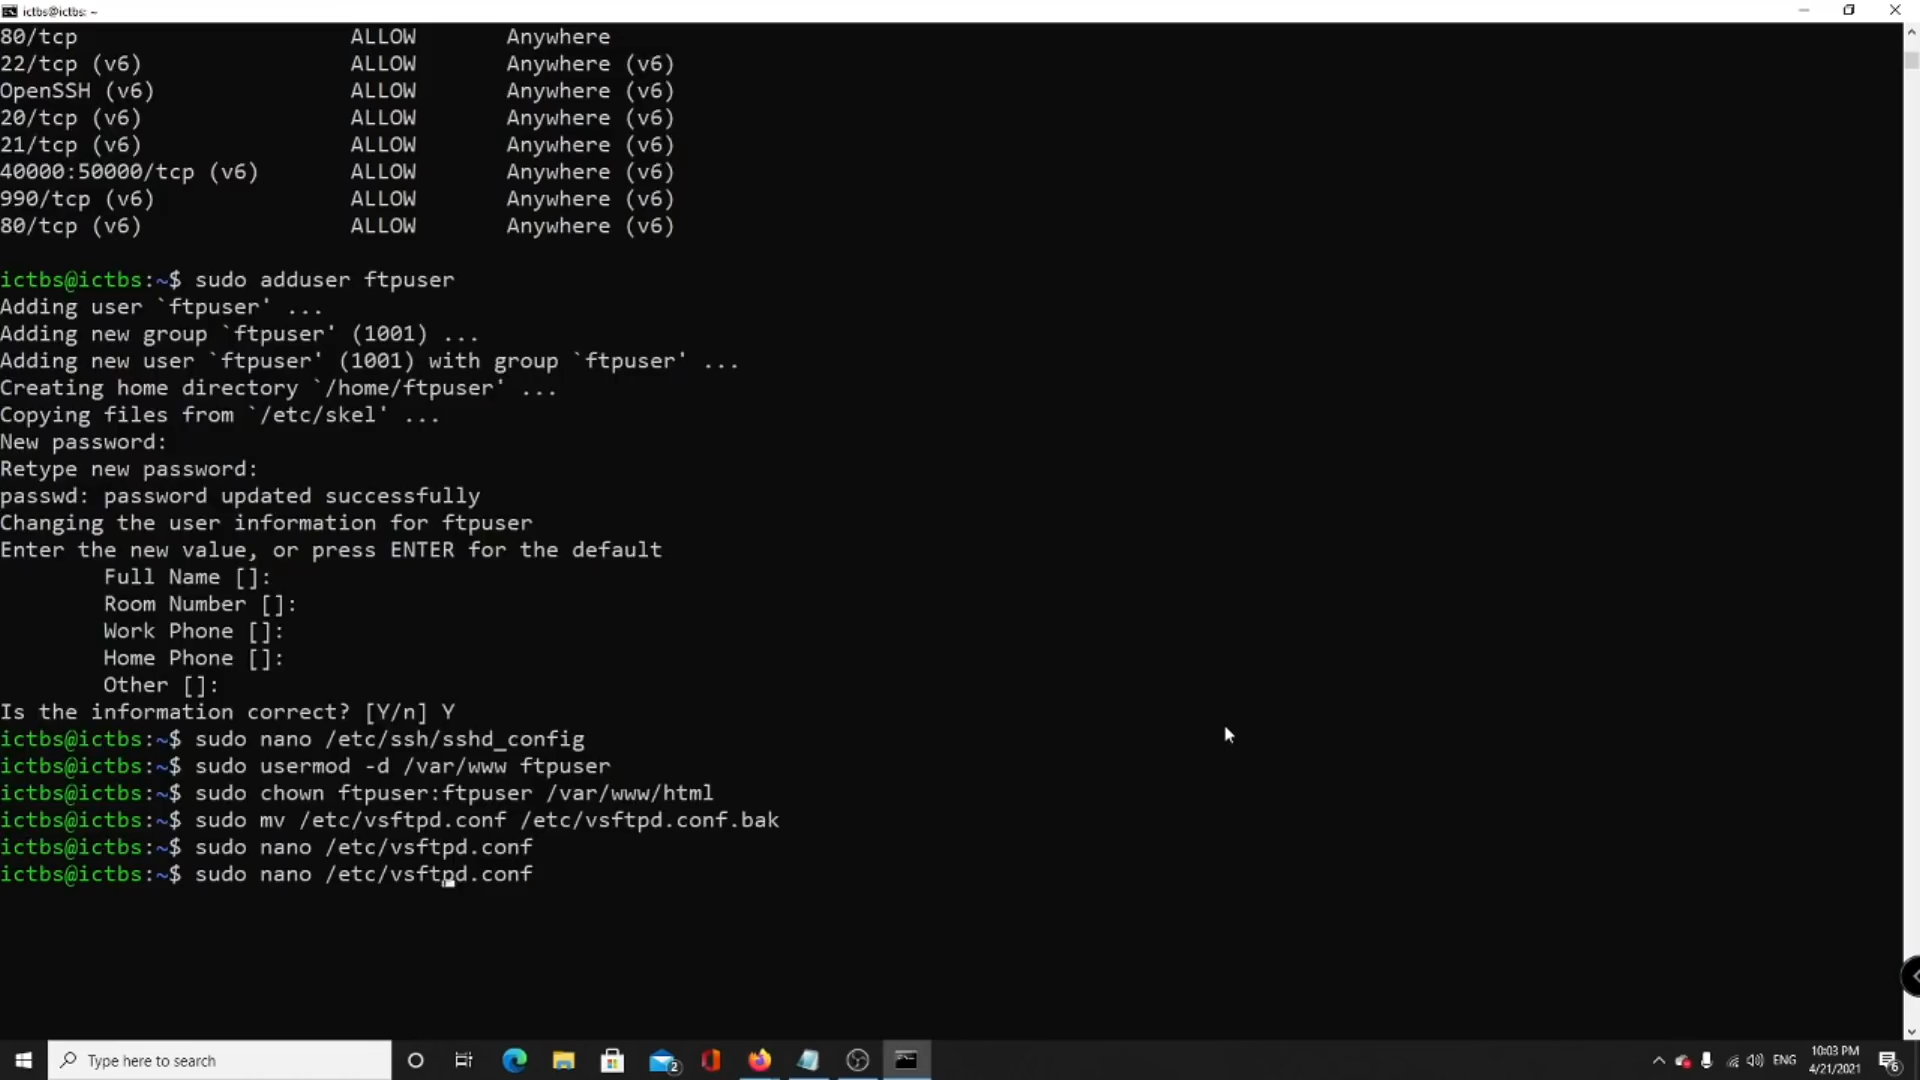 ictbs@ictbs: ~
80/tcp                     ALLOW       Anywhere
22/tcp (v6)                ALLOW       Anywhere (v6)
OpenSSH (v6)               ALLOW       Anywhere (v6)
20/tcp (v6)                ALLOW       Anywhere (v6)
21/tcp (v6)                ALLOW       Anywhere (v6)
40000:50000/tcp (v6)       ALLOW       Anywhere (v6)
990/tcp (v6)               ALLOW       Anywhere (v6)
80/tcp (v6)                ALLOW       Anywhere (v6)
ictbs@ictbs:~$ sudo adduser ftpuser
Adding user `ftpuser' ...
Adding new group `ftpuser' (1001) ...
Adding new user `ftpuser' (1001) with group `ftpuser' ...
Creating home directory `/home/ftpuser' ...
Copying files from `/etc/skel' ...
New password:
Retype new password:
passwd: password updated successfully
Changing the user information for ftpuser
Enter the new value, or press ENTER for the default
        Full Name []:
        Room Number []:
        Work Phone []:
        Home Phone []:
        Other []:
Is the information correct? [Y/n] Y
ictbs@ictbs:~$ sudo nano /etc/ssh/sshd_config
ictbs@ictbs:~$ sudo usermod -d /var/www ftpuser
ictbs@ictbs:~$ sudo chown ftpuser:ftpuser /var/www/html
ictbs@ictbs:~$ sudo mv /etc/vsftpd.conf /etc/vsftpd.conf.bak
ictbs@ictbs:~$ sudo nano /etc/vsftpd.conf
ictbs@ictbs:~$ sudo nano /etc/vsftpd.conf
Type here to search
2
ENG
10:03 PM
4/21/2021
6